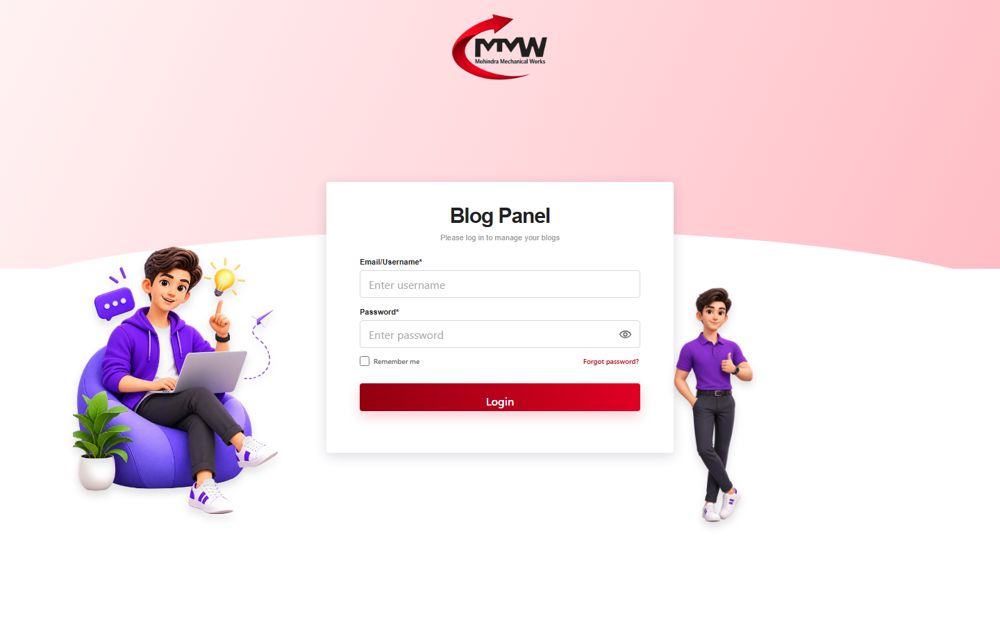 MMW
Mohindra Mechanical Works
Blog Panel
Please log in to manage your blogs
Email/Username*
Enter username
Password*
Enter password
Remember me
Forgot password?
Login